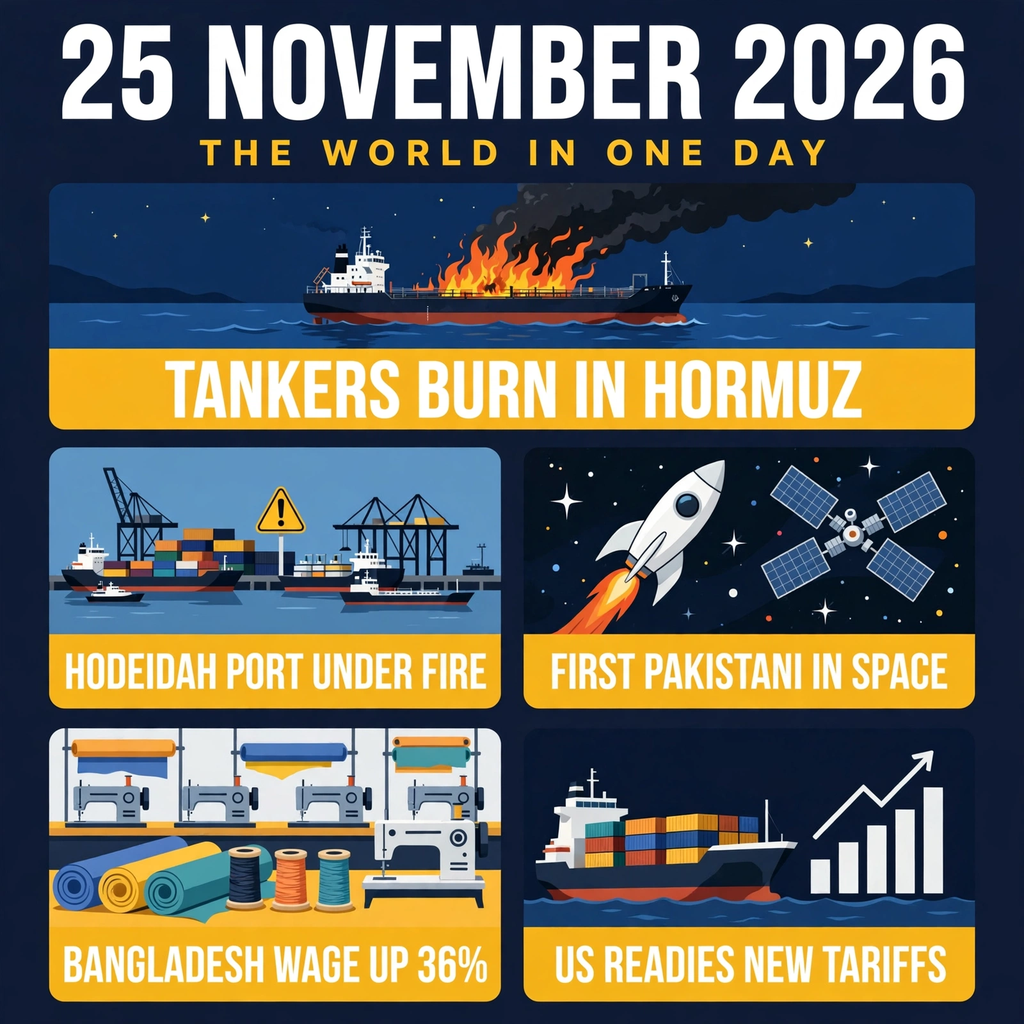 25 NOVEMBER 2026
THE WORLD IN ONE DAY
TANKERS BURN IN HORMUZ
HODEIDAH PORT UNDER FIRE
FIRST PAKISTANI IN SPACE
BANGLADESH WAGE UP 36%
US READIES NEW TARIFFS